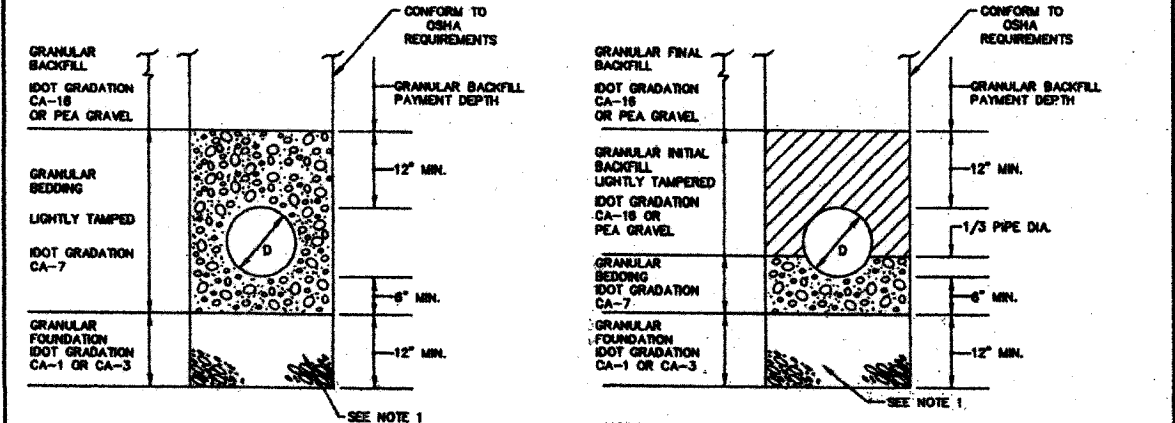 CONFORM TO
OSHA
REQUIREMENTS
GRANULAR
BACKFILL
IDOT GRADATION
CA-16
OR PEA GRAVEL
GRANULAR BACKFILL
PAYMENT DEPTH
12" MIN.
GRANULAR
BEDDING
LIGHTLY TAMPED
IDOT GRADATION
CA-7
D
6" MIN.
GRANULAR
FOUNDATION
IDOT GRADATION
CA-1 OR CA-3
12" MIN.
SEE NOTE 1
CONFORM TO
OSHA
REQUIREMENTS
GRANULAR FINAL
BACKFILL
IDOT GRADATION
CA-16
OR PEA GRAVEL
GRANULAR BACKFILL
PAYMENT DEPTH
12" MIN.
GRANULAR INITIAL
BACKFILL
LIGHTLY TAMPERED
IDOT GRADATION
CA-16 OR
PEA GRAVEL
1/3 PIPE DIA.
D
GRANULAR
BEDDING
IDOT GRADATION
CA-7
6" MIN.
GRANULAR
FOUNDATION
IDOT GRADATION
CA-1 OR CA-3
12" MIN.
SEE NOTE 1